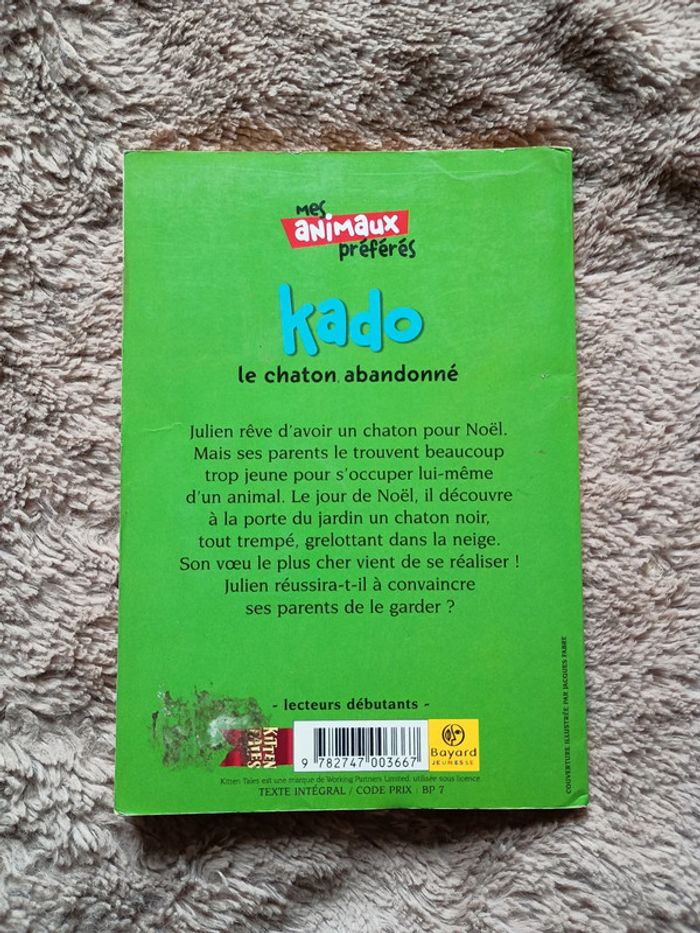 mes
animaux
préférés
kado
le chaton abandonné
Julien rêve d'avoir un chaton pour Noël.
Mais ses parents le trouvent beaucoup
trop jeune pour s'occuper lui-même
d'un animal. Le jour de Noël, il découvre
à la porte du jardin un chaton noir,
tout trempé, grelottant dans la neige.
Son vœu le plus cher vient de se réaliser !
Julien réussira-t-il à convaincre
ses parents de le garder ?
COUVERTURE ILLUSTRÉE PAR JACQUES FABRE
- lecteurs débutants -
KITTEN
TALES
9 782747 003667
Bayard
JEUNESSE
Kitten Tales est une marque de Working Partners Limited, utilisée sous licence.
TEXTE INTÉGRAL / CODE PRIX : BP 7